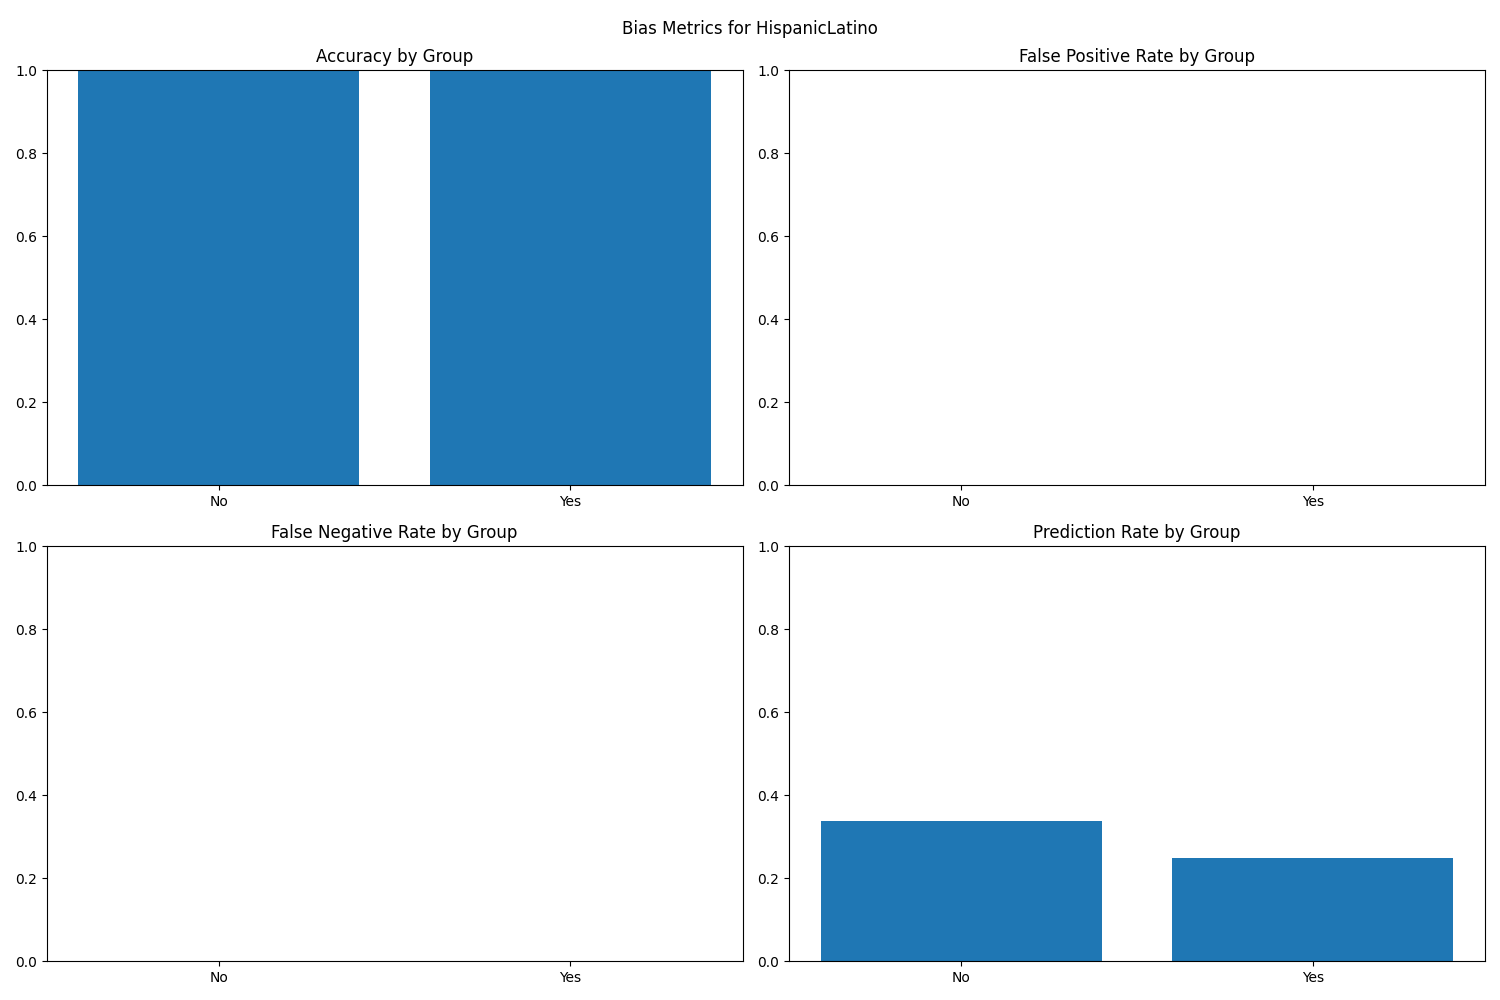 Bias Metrics for HispanicLatino
Accuracy by Group
1.0
0.8
0.6
0.4
0.2
0.0
No Yes
False Positive Rate by Group
1.0
0.8
0.6
0.4
0.2
0.0
No Yes
False Negative Rate by Group
1.0
0.8
0.6
0.4
0.2
0.0
No Yes
Prediction Rate by Group
1.0
0.8
0.6
0.4
0.2
0.0
No Yes